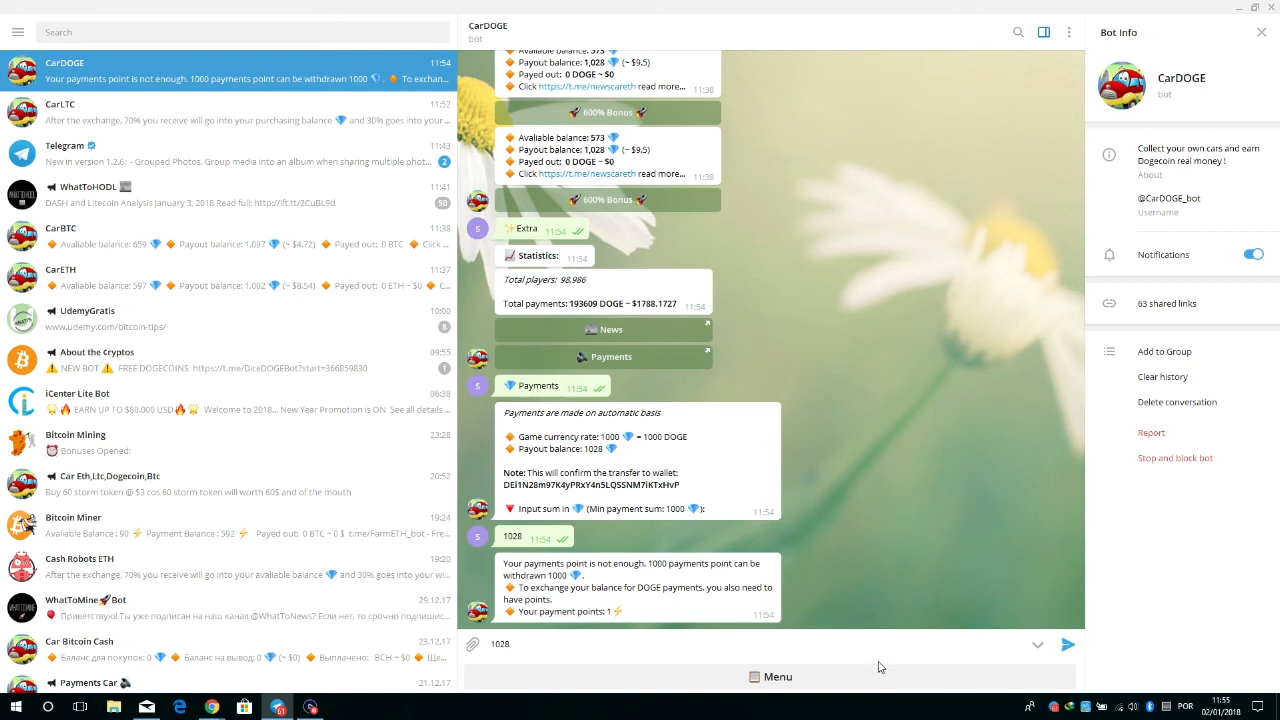 Search
CarDOGE
11:54
Your payments point is not enough. 1000 payments point can be withdrawn 1000 💎. 🔸 To exchan...
CarLTC
11:52
After the exchange, 70% you receive will go into your purchasing balance 💎 and 30% goes into your ...
Telegram
11:43
New in version 1.2.6: - Grouped Photos. Group media into an album when sharing multiple phot...
2
WhatToHODL
11:41
DASH and Litecoin Analysis January 3, 2018 Read full: http://ift.tt/2CuBL9d
50
CarBTC
11:38
🔸 Avaliable balance: 659 💎 🔸 Payout balance: 1,097 💎 (~ $4.72) 🔸 Payed out: 0 BTC 🔸 Click ...
CarETH
11:37
🔸 Avaliable balance: 597 💎 🔸 Payout balance: 1,002 💎 (~ $8.54) 🔸 Payed out: 0 ETH ~ $0 🔸 C...
UdemyGratis
10:00
www.udemy.com/bitcoin-tips/
8
About the Cryptos
09:55
⚠️ NEW BOT ⚠️ FREE DOGECOINS https://t.me/DiceDOGEBot?start=366859830
1
iCenter Lite Bot
06:38
💥🔥 EARN UP TO $80.000 USD🔥💥 Welcome to 2018... New Year Promotion is ON See all details ...
Bitcoin Mining
23:28
⏰ Bonuses Opened:
Car Eth,Ltc,Dogecoin,Btc
20:52
Buy 60 storm token @ $3 cos 60 storm token will worth 60$ and of the mouth
Bitcoin Miner
19:24
Avaliable Balance : 90 ⚡ Payment Balance : 592 ⚡ Payed out: 0 BTC ~ 0 $ t.me/FarmETH_bot - Fre...
Cash Robots ETH
19:20
After the exchange, 70% you receive will go into your avaliable balance 💎 and 30% goes into your wi...
WhatToMine🚀Bot
29.12.17
🎈 Приветствую! Ты уже подписан на наш канал @WhatToNews? Если нет, то срочно подпишис...
Car Bitcoin Cash
23.12.17
🔸 Баланс для покупок: 0 💎 🔸 Баланс на вывод: 0 💎 (~ $0) 🔸 Выплачено: BCH ~ $0 🔸 Ще...
Payments Car
21.12.17
CarDOGE
bot
🔸 Avaliable balance: 573 💎
🔸 Payout balance: 1,028 💎 (~ $9.5)
🔸 Payed out: 0 DOGE ~ $0
🔸 Click https://t.me/newscareth read more...
11:38
🚀 600% Bonus 🚀
🔸 Avaliable balance: 573 💎
🔸 Payout balance: 1,028 💎 (~ $9.5)
🔸 Payed out: 0 DOGE ~ $0
🔸 Click https://t.me/newscareth read more...
11:38
🚀 600% Bonus 🚀
S
✨Extra
11:54
📈 Statistics:
11:54
Total players: 98,986
Total payments: 193609 DOGE ~ $1788.1727
11:54
News
Payments
S
💎 Payments
11:54
Payments are made on automatic basis
🔸 Game currency rate: 1000 💎 = 1000 DOGE
🔸 Payout balance: 1028 💎
Note: This will confirm the transfer to wallet:
DEi1N28m97K4yPRxY4n5LQSSNM7iKTxHvP
🔻 Input sum in 💎 (Min payment sum: 1000 💎):
11:54
S
1028
11:54
Your payments point is not enough. 1000 payments point can be
withdrawn 1000 💎.
🔸 To exchange your balance for DOGE payments, you also need to
have points.
🔸 Your payment points: 1⚡
11:54
1028
📋 Menu
Bot Info
CarDOGE
bot
Collect your own cars and earn
Dogecoin real money !
About
@CarDOGE_bot
Username
Notifications
63 shared links
Add to Group
Clear history
Delete conversation
Report
Stop and block bot
61
POR
11:55
02/01/2018